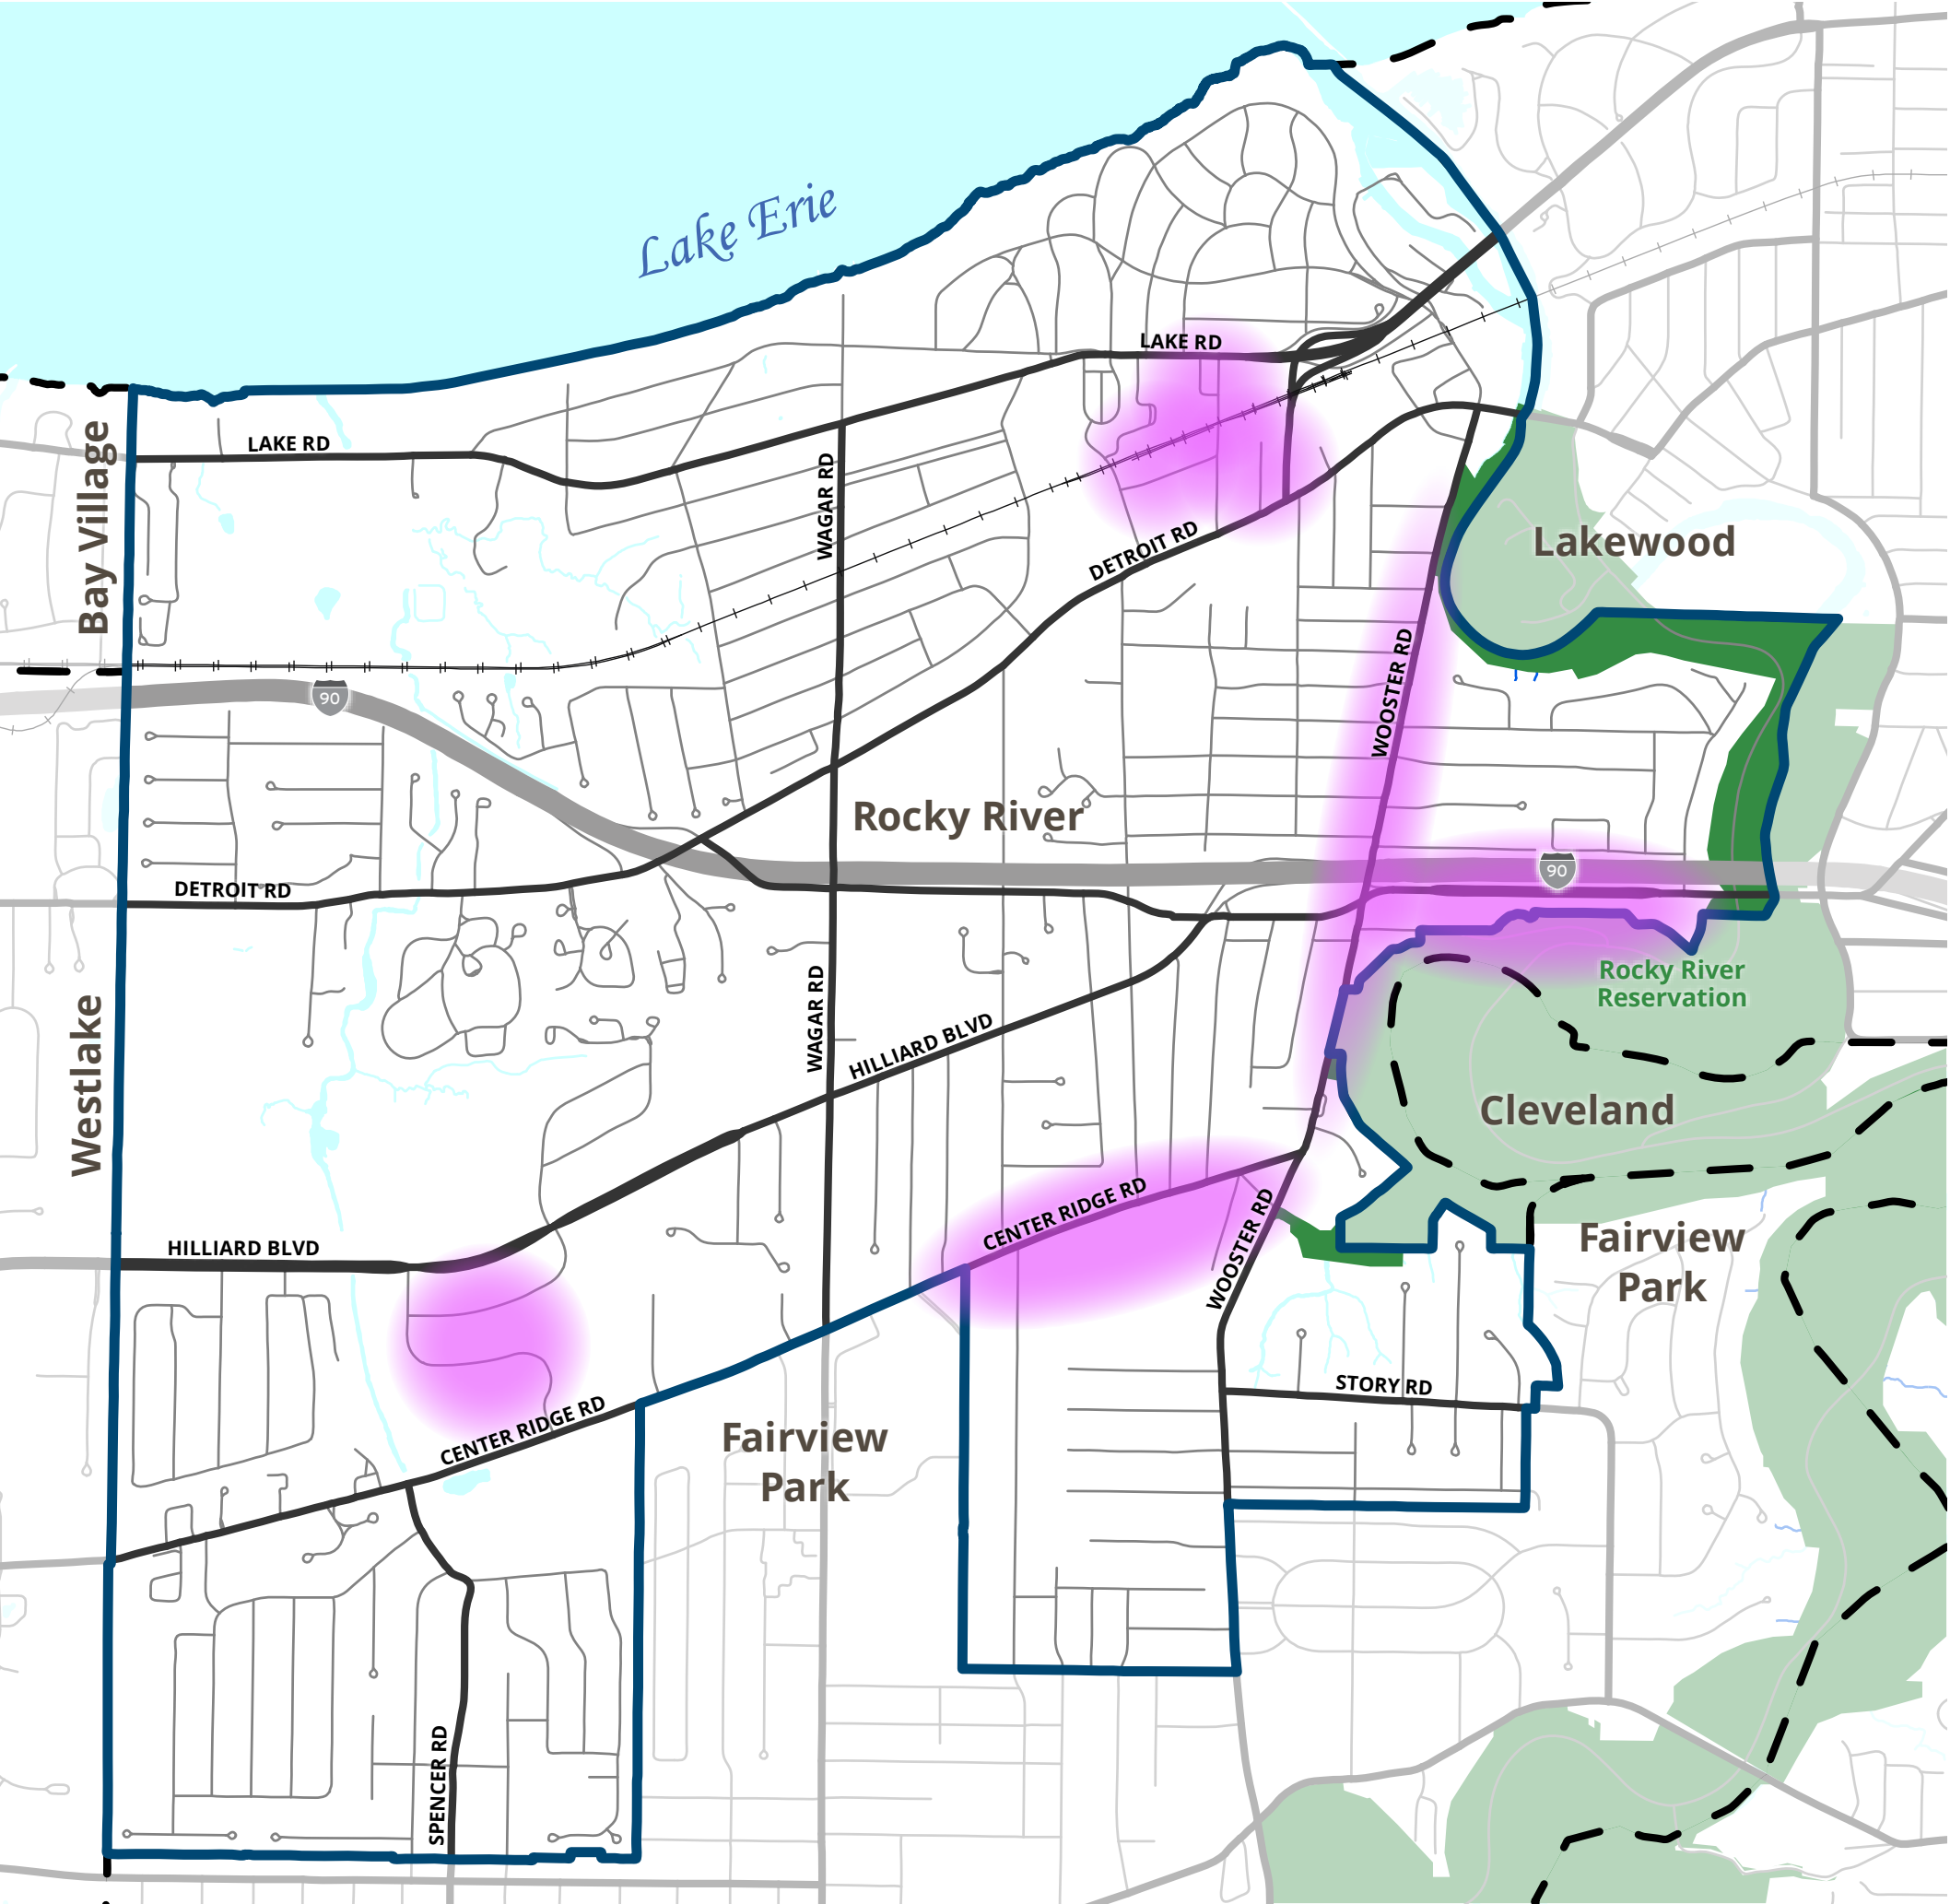 Lake Erie
LAKE RD
LAKE RD
Bay Village
WAGAR RD
DETROIT RD
Lakewood
WOOSTER RD
90
Rocky River
90
DETROIT RD
Rocky River
Reservation
Westlake
WAGAR RD
HILLIARD BLVD
Cleveland
CENTER RIDGE RD
WOOSTER RD
HILLIARD BLVD
Fairview
Park
STORY RD
CENTER RIDGE RD
Fairview
Park
SPENCER RD